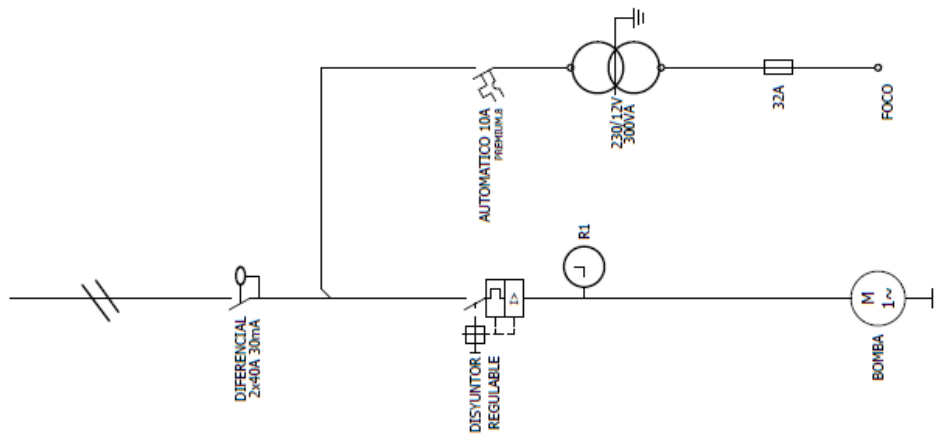 DIFERENCIAL
2x40A 30mA
AUTOMATICO 10A
PREMIUM.8
230/12V
300VA
32A
FOCO
DISYUNTOR
REGULABLE
I>
R1
M
1~
BOMBA